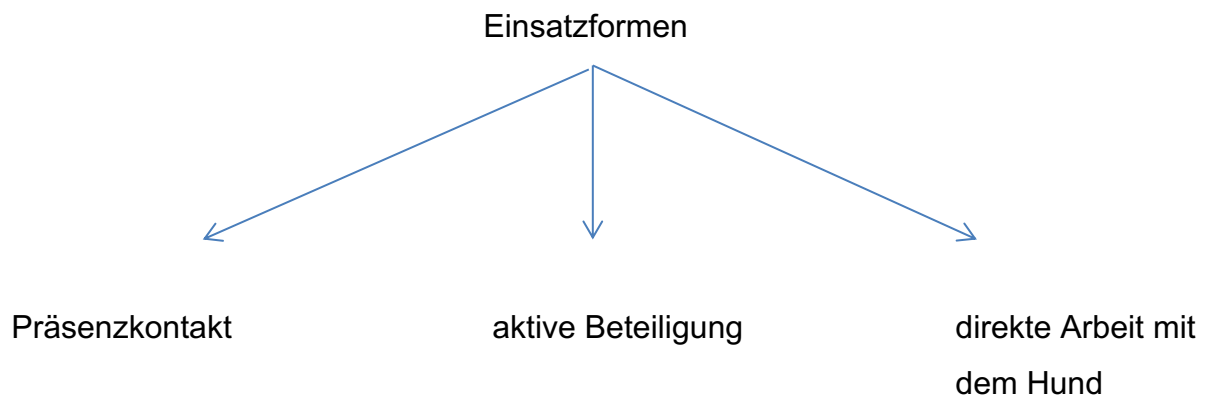 Einsatzformen
Präsenzkontakt
aktive Beteiligung
direkte Arbeit mit
dem Hund